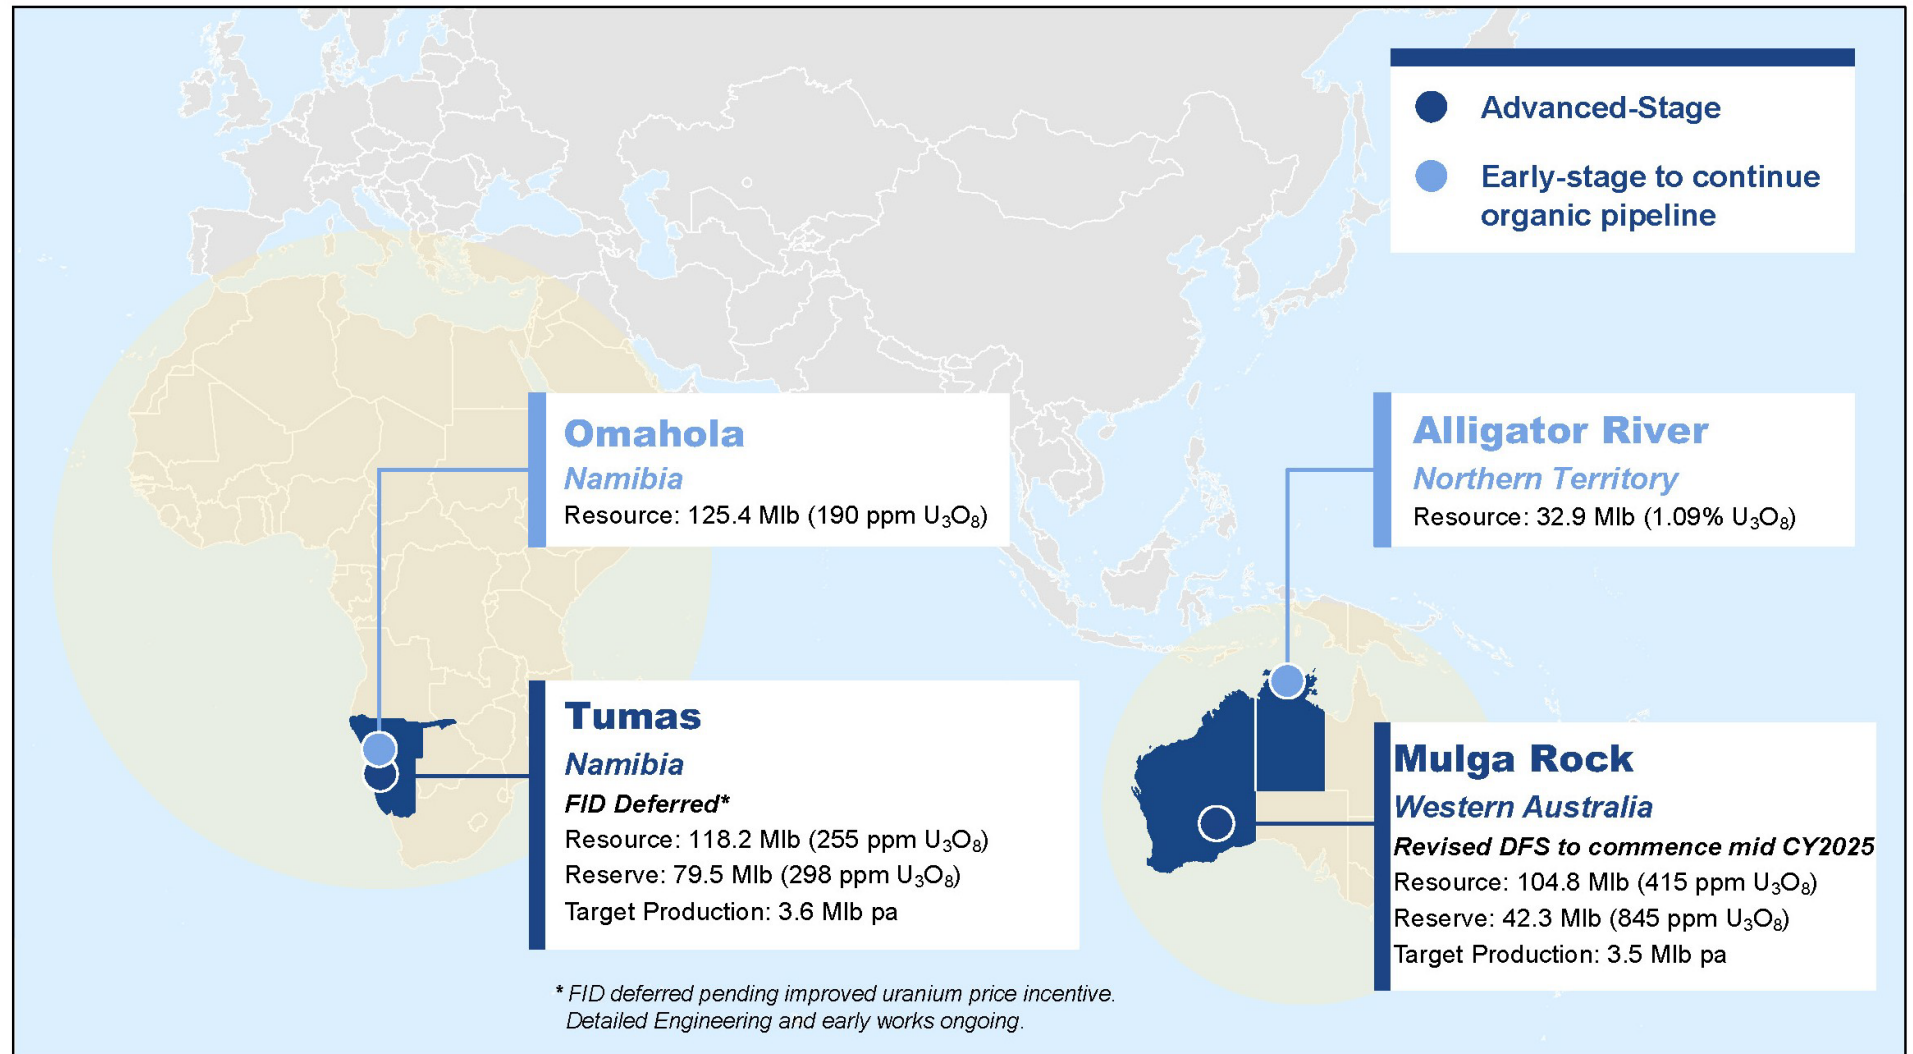 Advanced-Stage
Early-stage to continue
organic pipeline
Omahola
Namibia
Resource: 125.4 Mlb (190 ppm U₃O₈)
Alligator River
Northern Territory
Resource: 32.9 Mlb (1.09% U₃O₈)
Tumas
Namibia
FID Deferred*
Resource: 118.2 Mlb (255 ppm U₃O₈)
Reserve: 79.5 Mlb (298 ppm U₃O₈)
Target Production: 3.6 Mlb pa
Mulga Rock
Western Australia
Revised DFS to commence mid CY2025
Resource: 104.8 Mlb (415 ppm U₃O₈)
Reserve: 42.3 Mlb (845 ppm U₃O₈)
Target Production: 3.5 Mlb pa
* FID deferred pending improved uranium price incentive.
Detailed Engineering and early works ongoing.